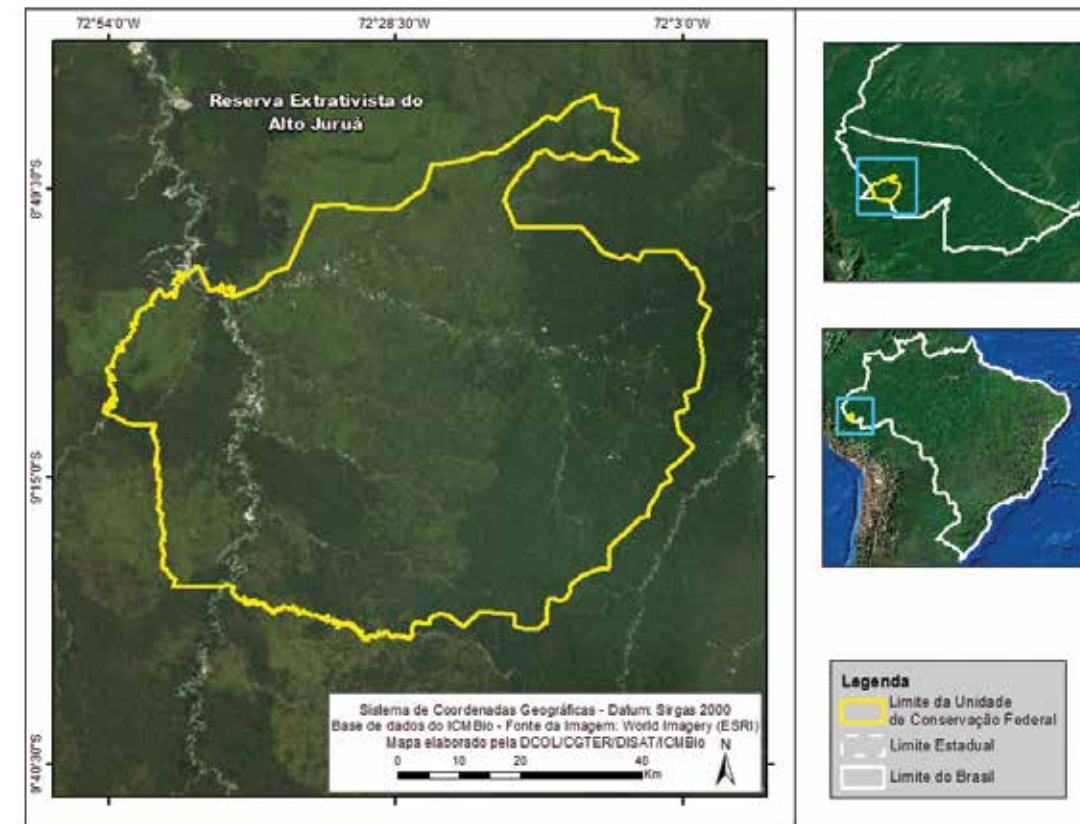 72°54'0"W
72°28'30"W
72°3'0"W
Reserva Extrativista do
Alto Juruá
8°49'30"S
9°15'0"S
9°40'30"S
Sistema de Coordenadas Geográficas - Datum: Sirgas 2000
Base de dados do ICMBio - Fonte da Imagem: World Imagery (ESRI)
Mapa elaborado pela DCOL/CGTER/DISAT/ICMBio
N
0 10 20 40
Km
Legenda
Limite da Unidade
de Conservação Federal
Limite Estadual
Limite do Brasil